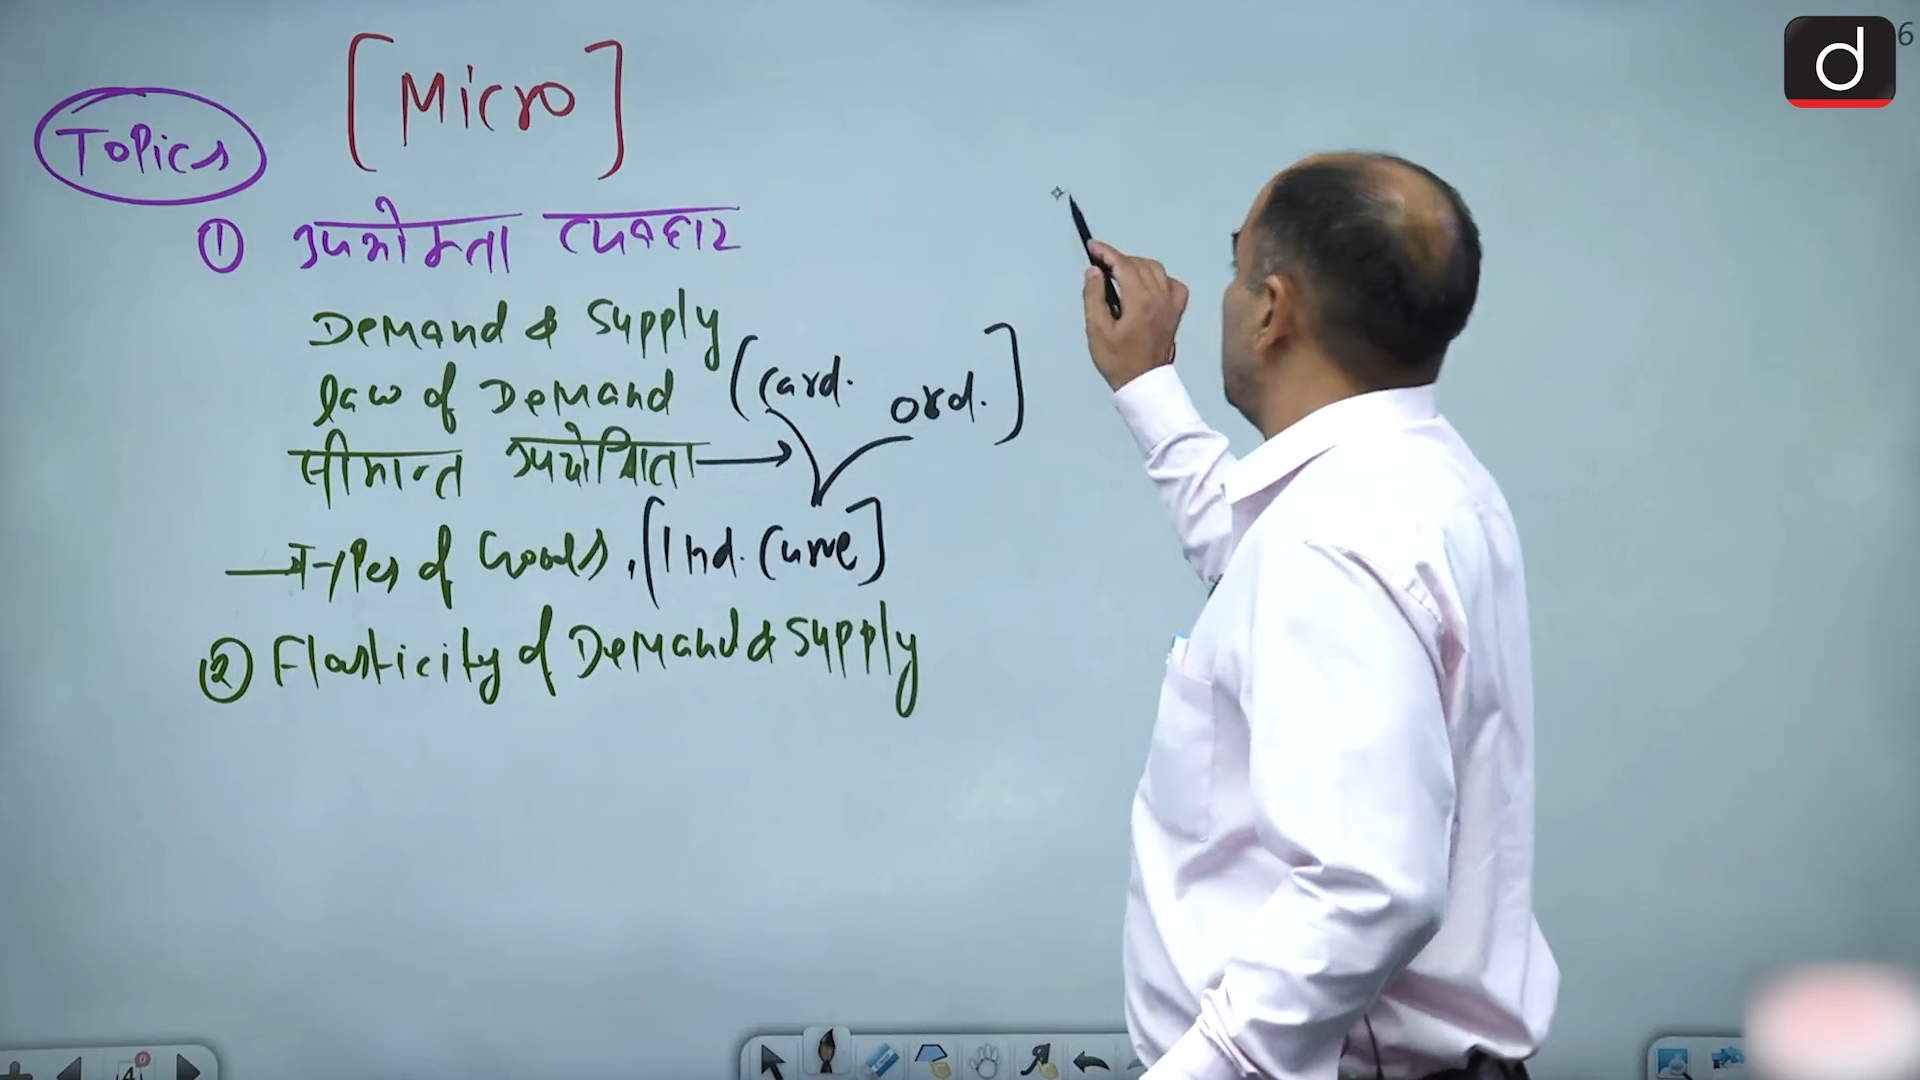 [Micro]
Topics
① उपभोक्ता व्यवहार
Demand & Supply
Law of Demand (Card. Ord.]
सीमान्त उपयोगिता →
→ Types of Goods, [Ind. Curve]
② Elasticity of Demand & Supply
d
6